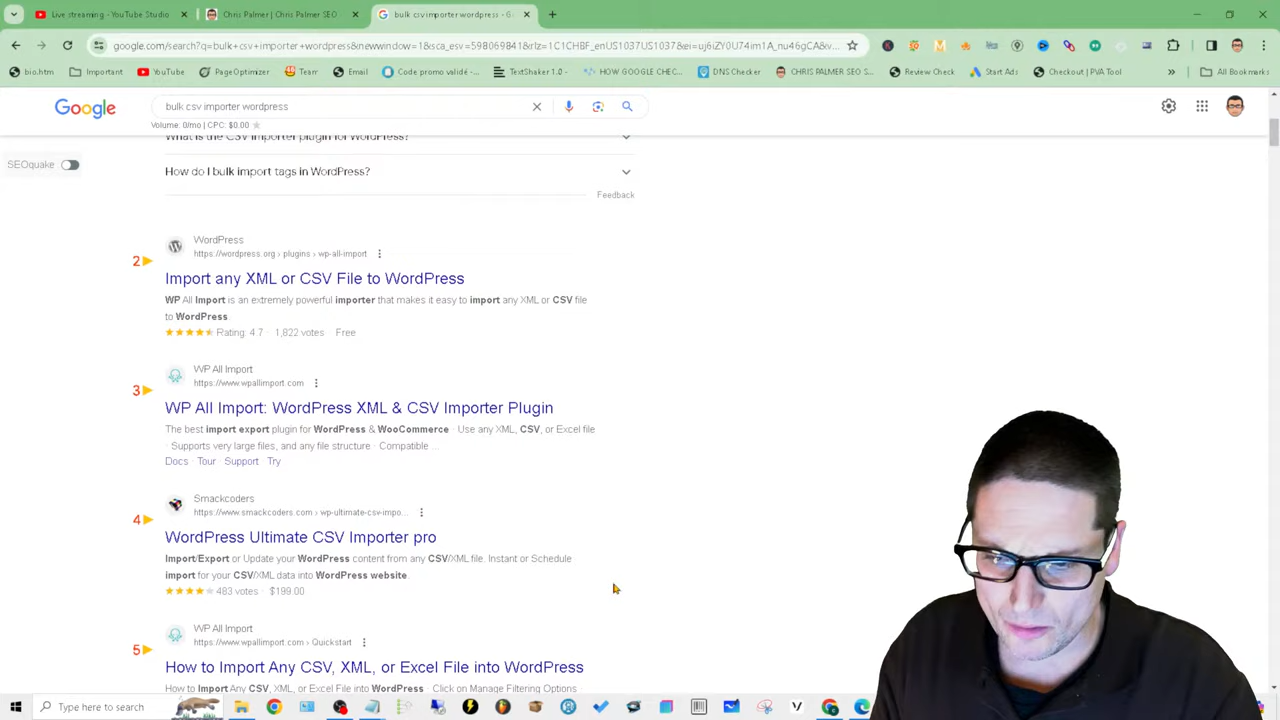 Live streaming - YouTube Studio
Chris Palmer | Chris Palmer SEO
bulk csv importer wordpress - G
google.com/search?q=bulk+csv+importer+wordpress&newwindow=1&sca_esv=598069841&rlz=1C1CHBF_enUS1037US1037&ei=uj6iZY0U74im1A_nu46gCA&v...
bio.htm
Important
YouTube
PageOptimizer
Team
Email
Code promo validé -...
TextShaker 1.0 -
HOW GOOGLE CHEC...
DNS Checker
CHRIS PALMER SEO S...
Review Check
Start Ads
Checkout | PVA Tool
»
All Bookmarks
Google
bulk csv importer wordpress
Volume: 0/mo | CPC: $0.00
SEOquake
What is the CSV importer plugin for WordPress?
How do I bulk import tags in WordPress?
Feedback
WordPress
https://wordpress.org › plugins › wp-all-import
2
Import any XML or CSV File to WordPress
WP All Import is an extremely powerful importer that makes it easy to import any XML or CSV file
to WordPress.
Rating: 4.7 · 1,822 votes · Free
WP All Import
https://www.wpallimport.com
3
WP All Import: WordPress XML & CSV Importer Plugin
The best import export plugin for WordPress & WooCommerce · Use any XML, CSV, or Excel file
· Supports very large files, and any file structure · Compatible ...
Docs · Tour · Support · Try
Smackcoders
https://www.smackcoders.com › wp-ultimate-csv-impo...
4
WordPress Ultimate CSV Importer pro
Import/Export or Update your WordPress content from any CSV/XML file. Instant or Schedule
import for your CSV/XML data into WordPress website.
483 votes · $199.00
WP All Import
https://www.wpallimport.com › Quickstart
5
How to Import Any CSV, XML, or Excel File into WordPress
How to Import Any CSV, XML, or Excel File into WordPress · Click on Manage Filtering Options
Type here to search